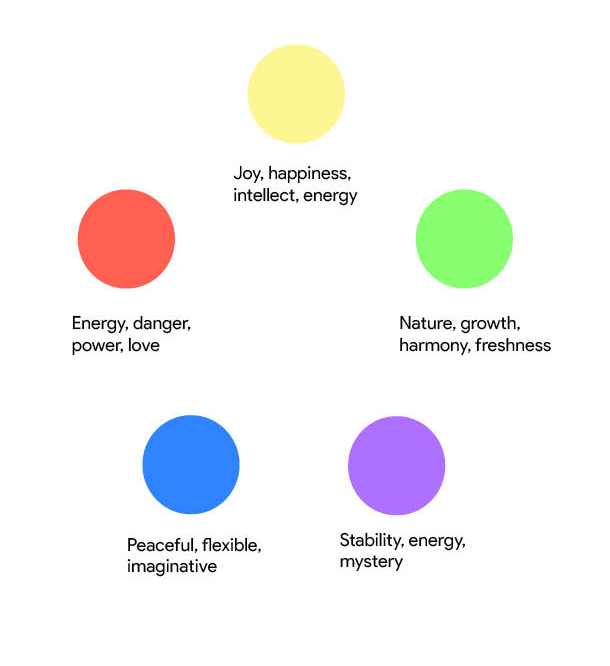 Joy, happiness,
intellect, energy
Energy, danger,
power, love
Nature, growth,
harmony, freshness
Peaceful, flexible,
imaginative
Stability, energy,
mystery